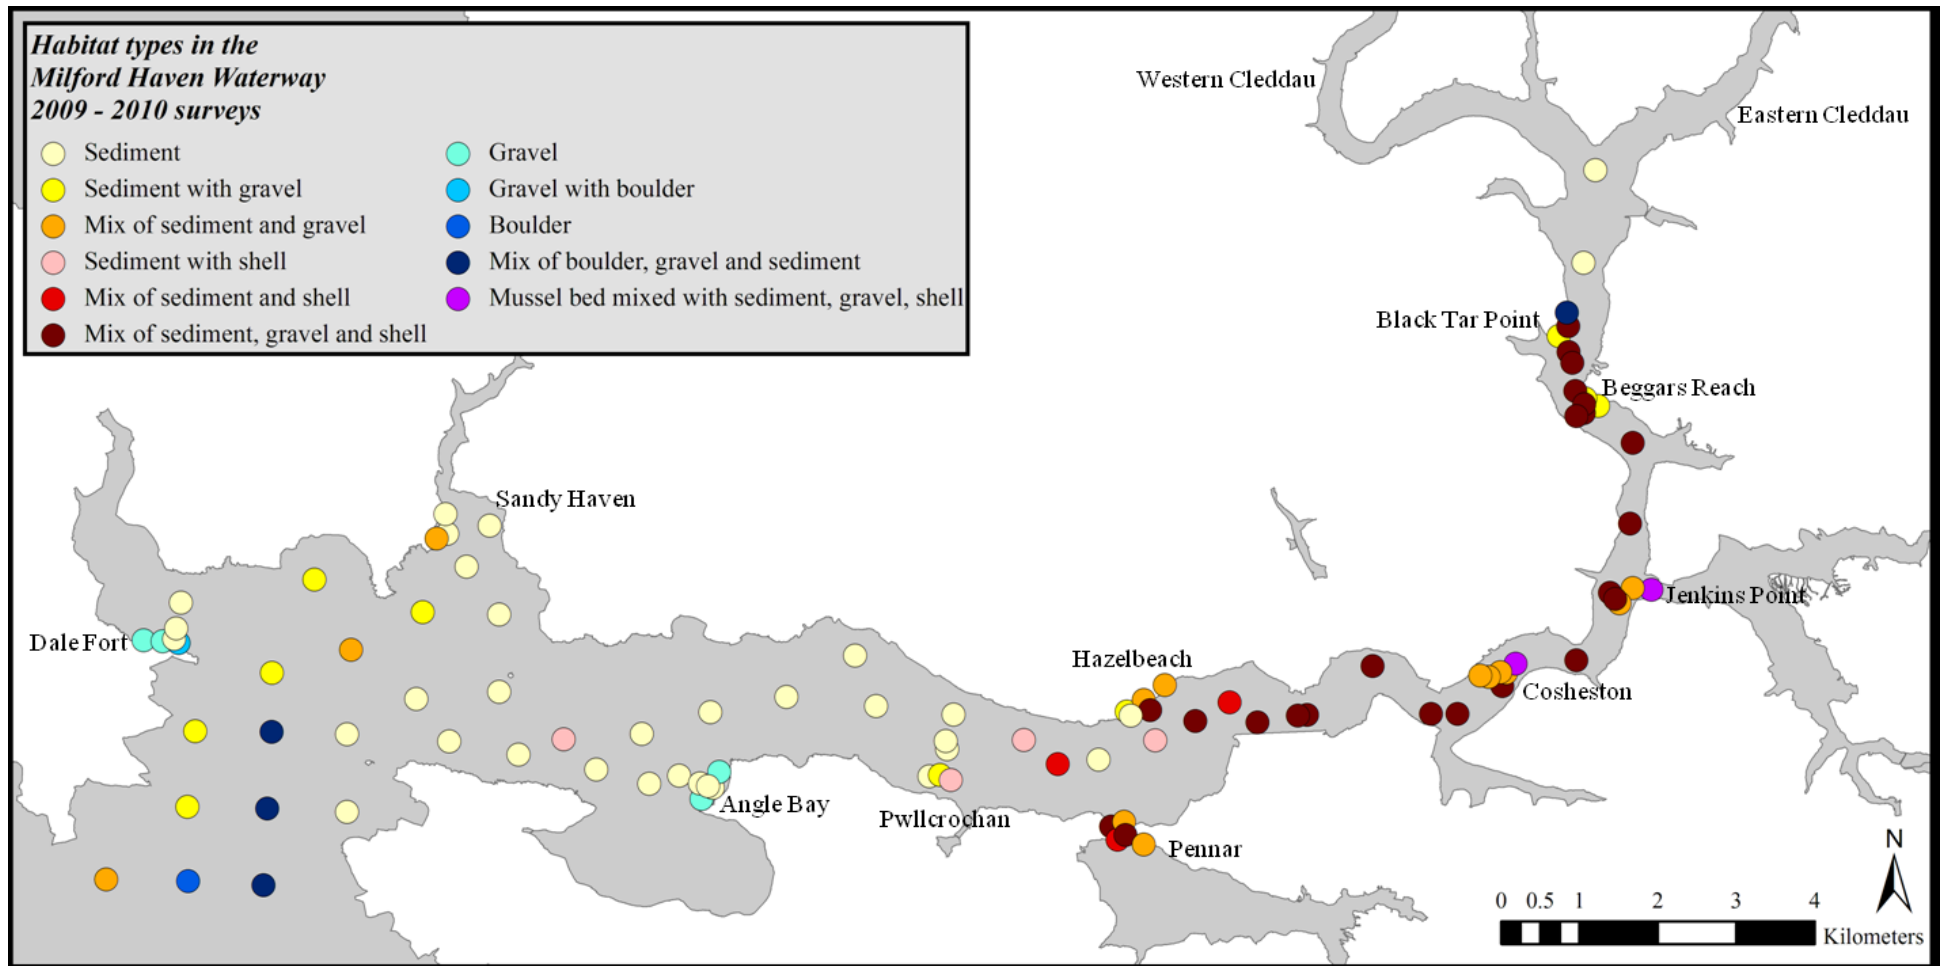 Habitat types in the
Milford Haven Waterway
2009 - 2010 surveys
Sediment
Sediment with gravel
Mix of sediment and gravel
Sediment with shell
Mix of sediment and shell
Mix of sediment, gravel and shell
Gravel
Gravel with boulder
Boulder
Mix of boulder, gravel and sediment
Mussel bed mixed with sediment, gravel, shell
Western Cleddau
Eastern Cleddau
Black Tar Point
Beggars Reach
Sandy Haven
Jenkins Point
Dale Fort
Hazelbeach
Cosheston
Angle Bay
Pwllcrochan
Pennar
N
0 0.5 1 2 3 4
Kilometers